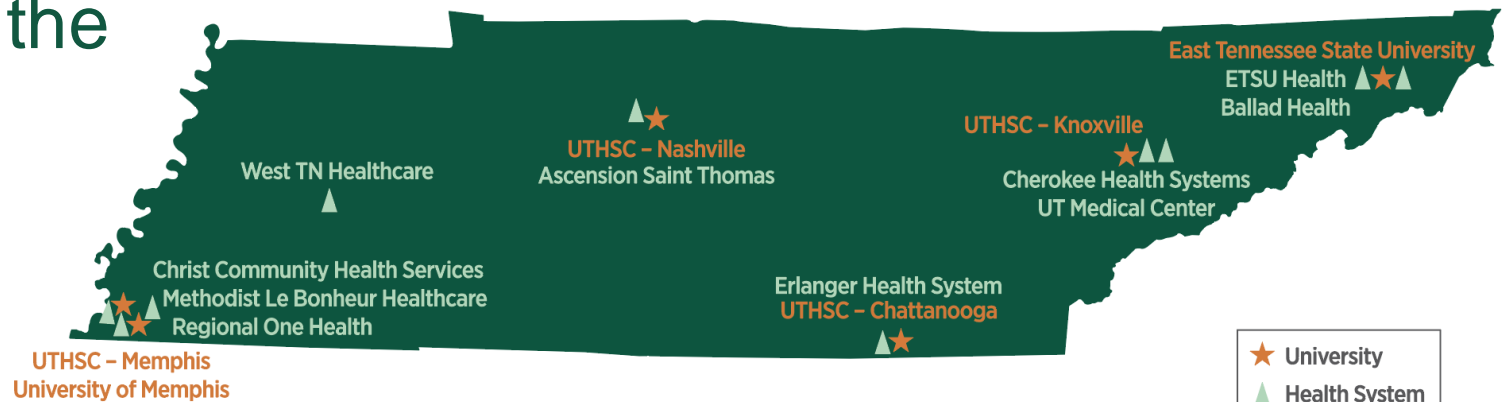 the
East Tennessee State University
ETSU Health
Ballad Health
UTHSC – Knoxville
Cherokee Health Systems
UT Medical Center
UTHSC – Nashville
Ascension Saint Thomas
West TN Healthcare
Christ Community Health Services
Methodist Le Bonheur Healthcare
Regional One Health
UTHSC – Memphis
University of Memphis
Erlanger Health System
UTHSC – Chattanooga
University
Health System